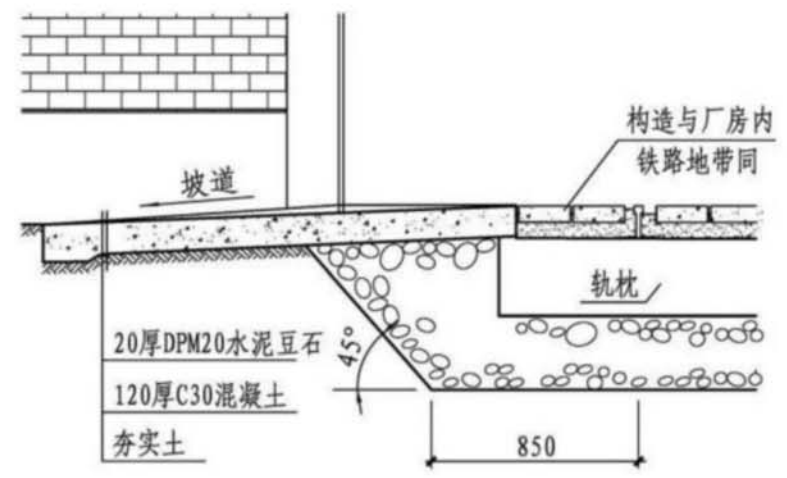 构造与厂房内
铁路地带同
坡道
轨枕
20厚DPM20水泥豆石
120厚C30混凝土
夯实土
45°
850